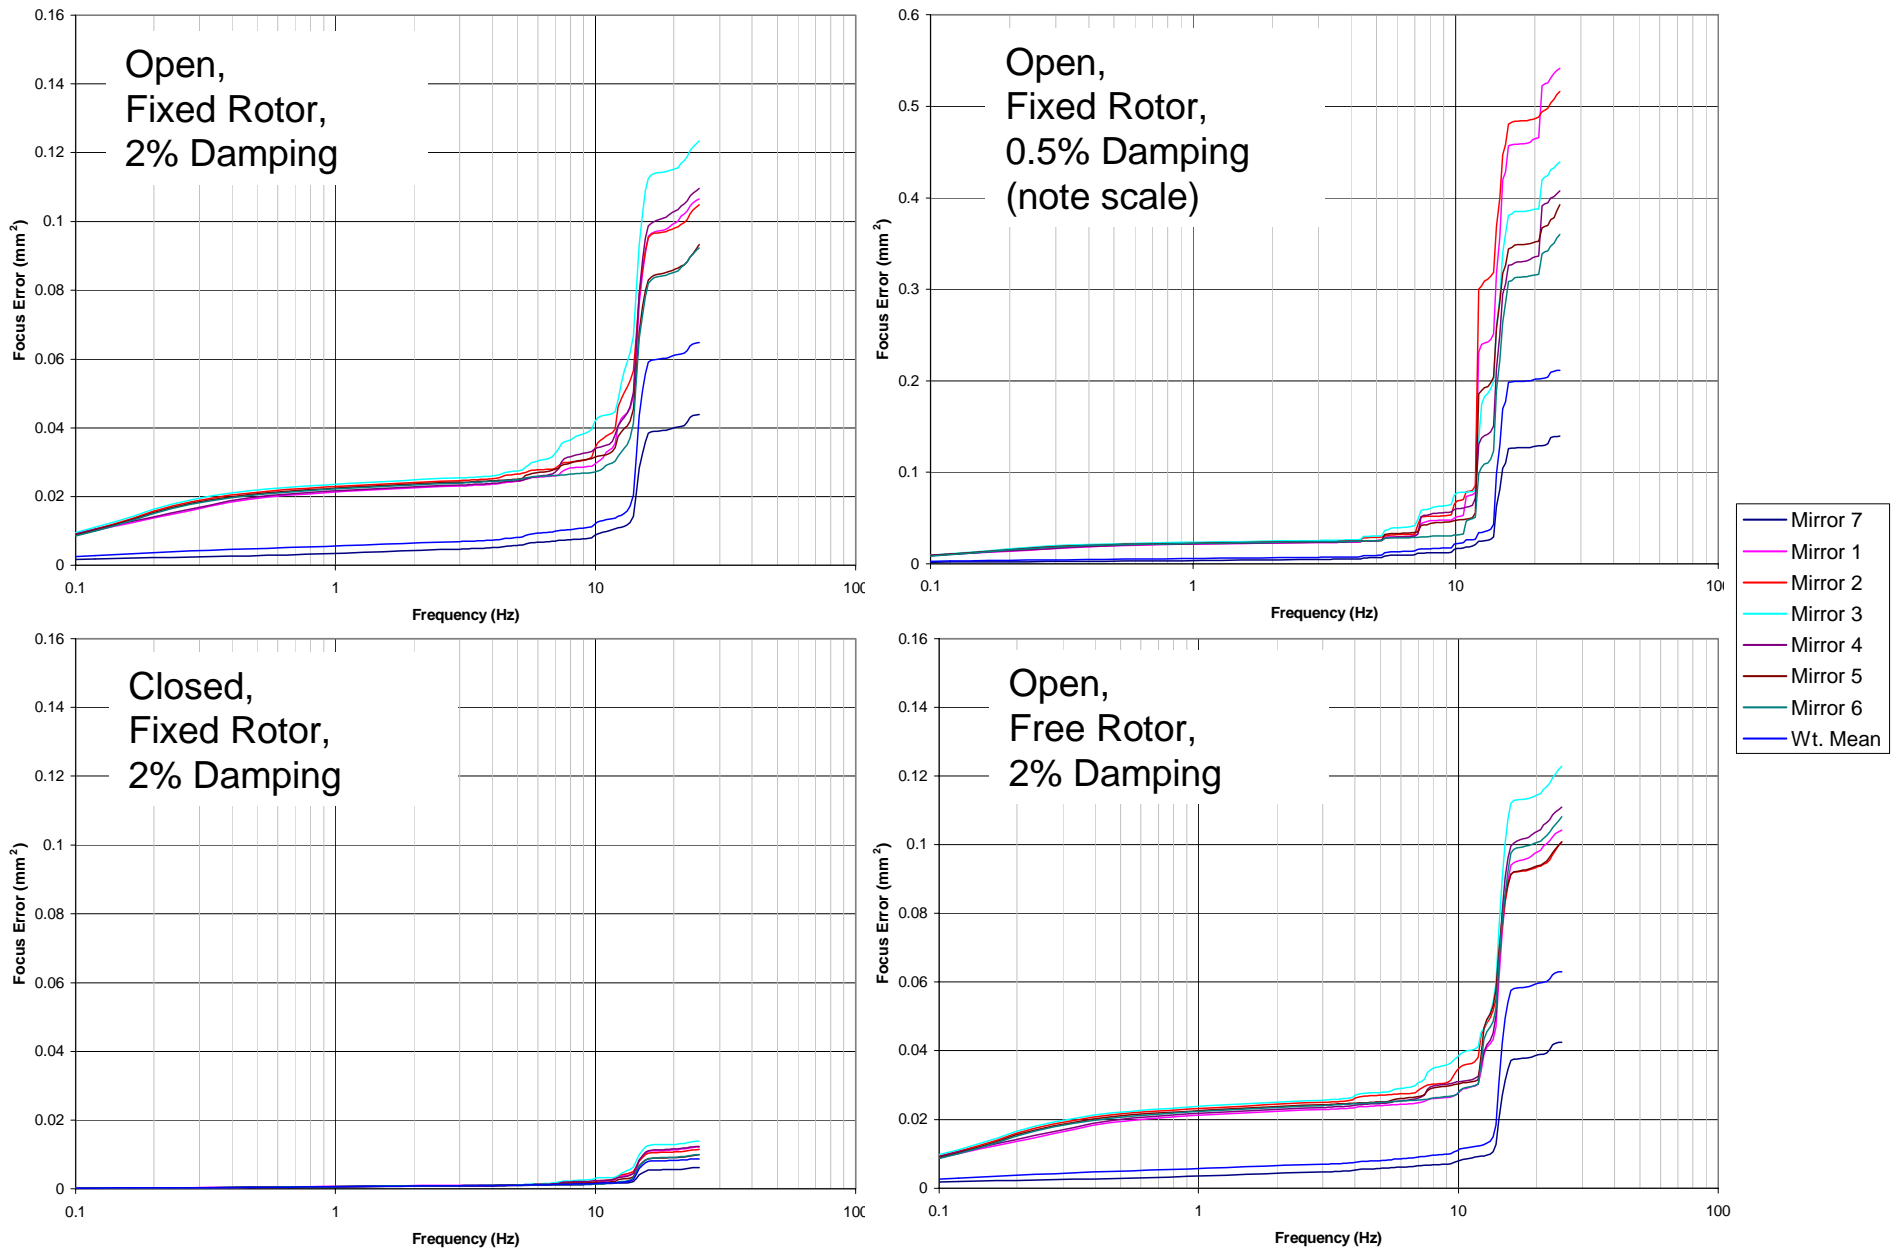 Open,
Fixed Rotor,
2% Damping
0.16
0.14
0.12
0.1
0.08
0.06
0.04
0.02
0
Focus Error (mm²)
0.1 1 10 100
Frequency (Hz)
Open,
Fixed Rotor,
0.5% Damping
(note scale)
0.6
0.5
0.4
0.3
0.2
0.1
0
Focus Error (mm²)
0.1 1 10 100
Frequency (Hz)
Closed,
Fixed Rotor,
2% Damping
0.16
0.14
0.12
0.1
0.08
0.06
0.04
0.02
0
Focus Error (mm²)
0.1 1 10 100
Frequency (Hz)
Open,
Free Rotor,
2% Damping
0.16
0.14
0.12
0.1
0.08
0.06
0.04
0.02
0
Focus Error (mm²)
0.1 1 10 100
Frequency (Hz)
Mirror 7
Mirror 1
Mirror 2
Mirror 3
Mirror 4
Mirror 5
Mirror 6
Wt. Mean